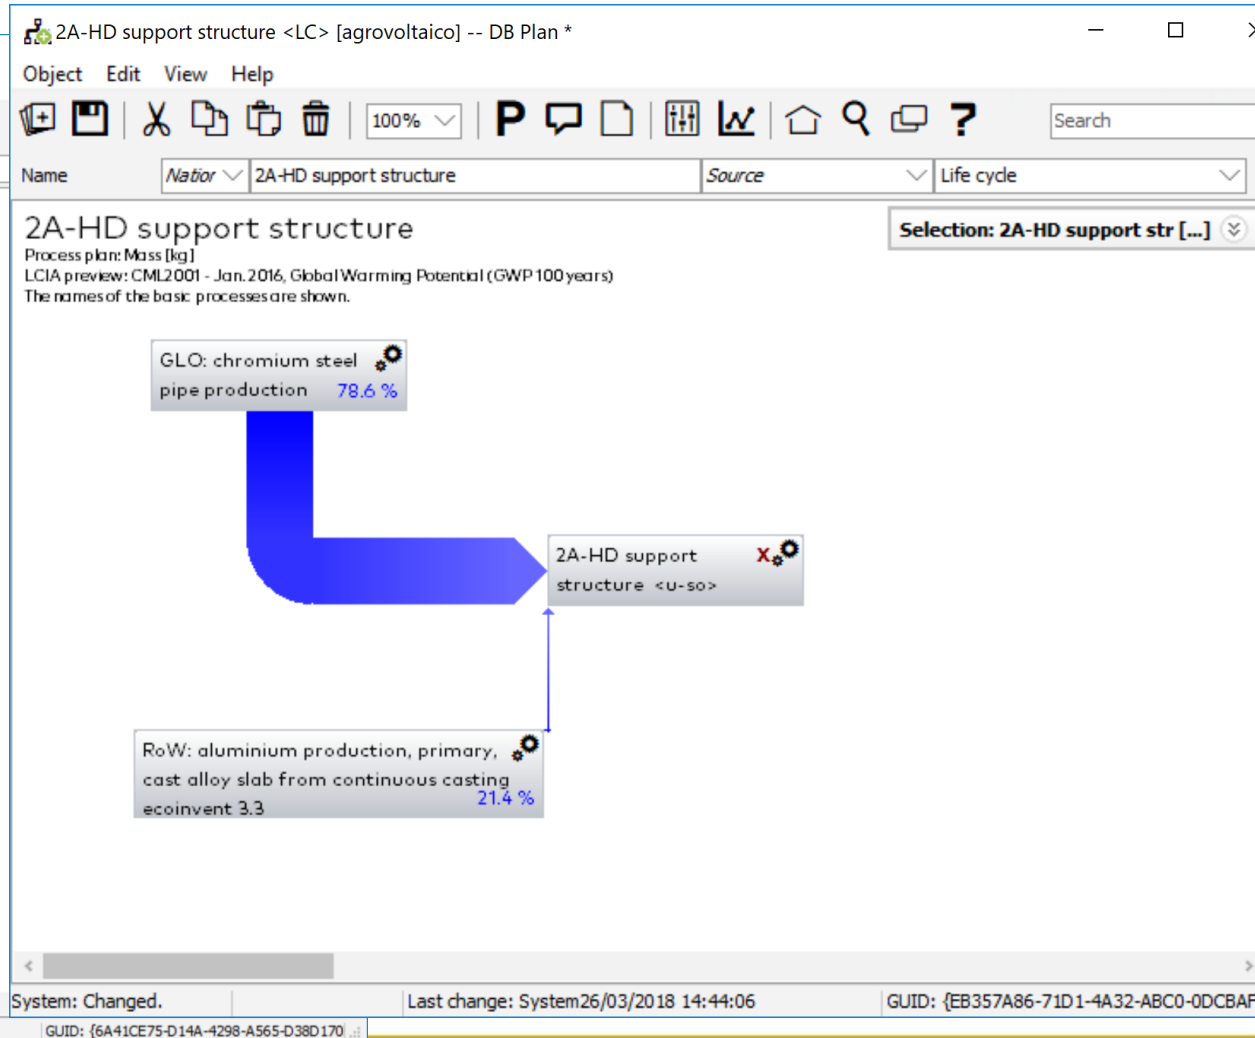 2A-HD support structure <LC> [agrovoltaico] -- DB Plan *
Object Edit View Help
100% P ? Search
Name Nation 2A-HD support structure Source Life cycle
2A-HD support structure
Process plan: Mass [kg]
LCIA preview: CML2001 - Jan. 2016, Global Warming Potential (GWP 100 years)
The names of the basic processes are shown.
Selection: 2A-HD support str [...]
GLO: chromium steel
pipe production 78.6 %
2A-HD support X
structure <u-so>
RoW: aluminium production, primary,
cast alloy slab from continuous casting
21.4 %
ecoinvent 3.3
System: Changed. Last change: System26/03/2018 14:44:06 GUID: {EB357A86-71D1-4A32-ABC0-0DCBAF
GUID: {6A41CE75-D14A-4298-A565-D38D170